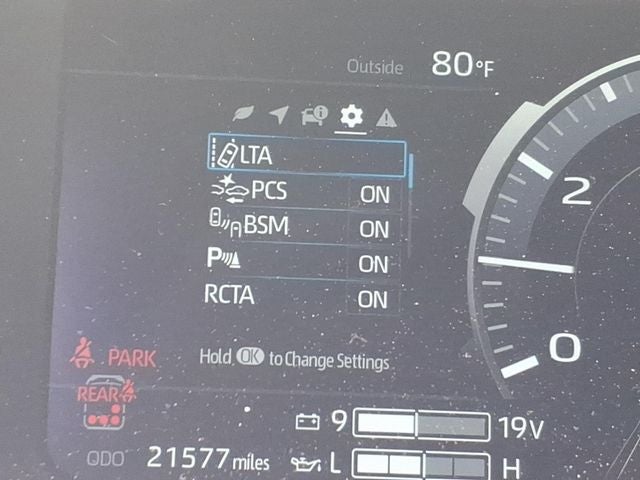 Outside 80°F
LTA
PCS ON
BSM ON
P ON
RCTA ON
2
0
Hold OK to Change Settings
PARK
REAR
9 19V
ODO 21577 miles L H